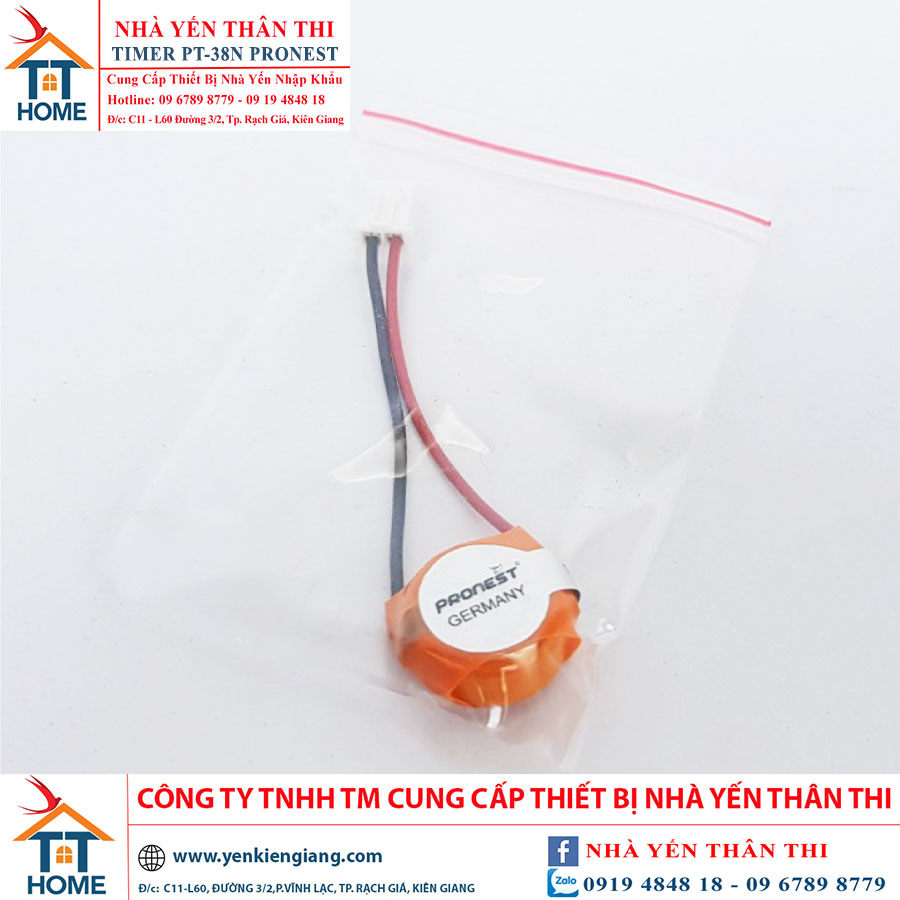 TT
HOME
NHÀ YẾN THÂN THI
TIMER PT-38N PRONEST
Cung Cấp Thiết Bị Nhà Yến Nhập Khẩu
Hotline: 09 6789 8779 - 09 19 4848 18
Đ/c: C11 - L60 Đường 3/2, Tp. Rạch Giá, Kiên Giang
PRONEST®
GERMANY
TT
HOME
CÔNG TY TNHH TM CUNG CẤP THIẾT BỊ NHÀ YẾN THÂN THI
www.yenkiengiang.com
Đ/c: C11-L60, ĐƯỜNG 3/2,P.VĨNH LẠC, TP. RẠCH GIÁ, KIÊN GIANG
f NHÀ YẾN THÂN THI
Zalo 0919 4848 18 - 09 6789 8779